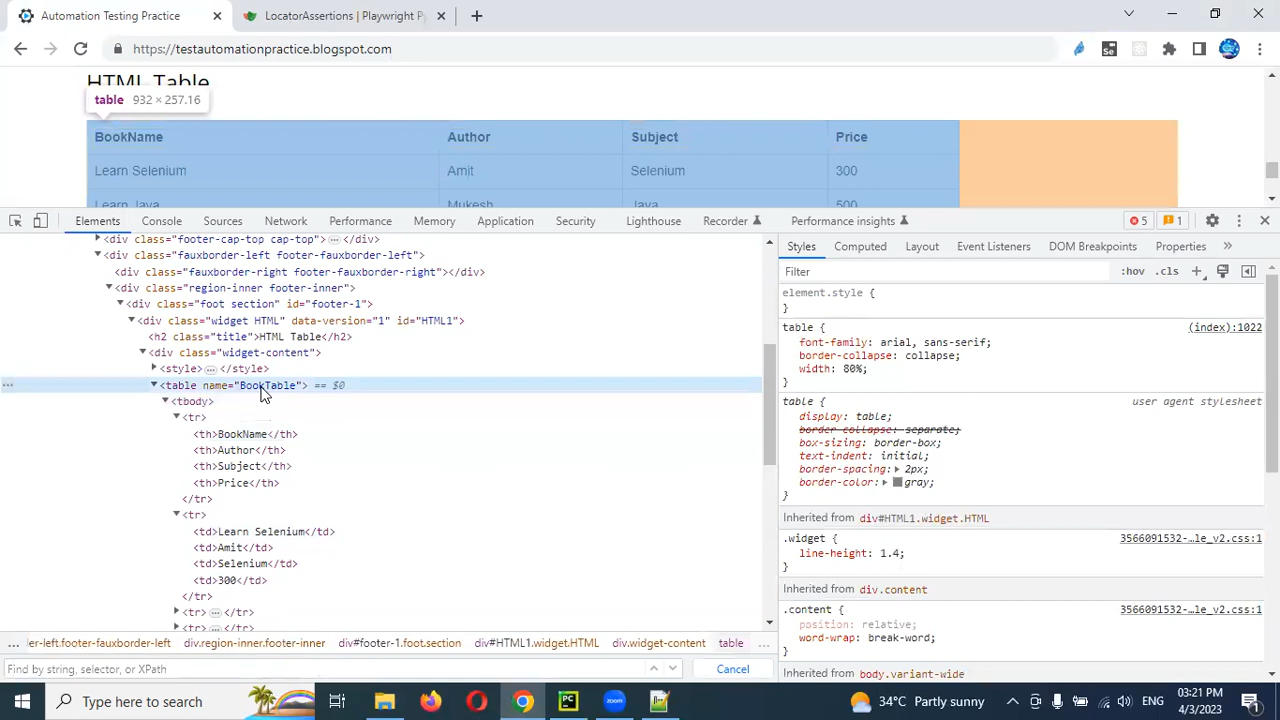 Automation Testing Practice
LocatorAssertions | Playwright P
https://testautomationpractice.blogspot.com
HTML Table
table 932 × 257.16
BookName Author Subject Price
Learn Selenium Amit Selenium 300
Learn Java Mukesh Java 500
Elements Console Sources Network Performance Memory Application Security Lighthouse Recorder Performance insights 5 1
<div class="footer-cap-top cap-top"> … </div>
<div class="fauxborder-left footer-fauxborder-left">
<div class="fauxborder-right footer-fauxborder-right"></div>
<div class="region-inner footer-inner">
<div class="foot section" id="footer-1">
<div class="widget HTML" data-version="1" id="HTML1">
<h2 class="title">HTML Table</h2>
<div class="widget-content">
<style> … </style>
… <table name="BookTable"> == $0
<tbody>
<tr>
<th>BookName</th>
<th>Author</th>
<th>Subject</th>
<th>Price</th>
</tr>
<tr>
<td>Learn Selenium</td>
<td>Amit</td>
<td>Selenium</td>
<td>300</td>
</tr>
<tr> … </tr>
<tr> … </tr>
… er-left.footer-fauxborder-left div.region-inner.footer-inner div#footer-1.foot.section div#HTML1.widget.HTML div.widget-content table …
Find by string, selector, or XPath Cancel
Styles Computed Layout Event Listeners DOM Breakpoints Properties »
Filter :hov .cls +
element.style {
}
table { (index):1022
font-family: arial, sans-serif;
border-collapse: collapse;
width: 80%;
}
table { user agent stylesheet
display: table;
border-collapse: separate;
box-sizing: border-box;
text-indent: initial;
border-spacing: 2px;
border-color: gray;
}
Inherited from div#HTML1.widget.HTML
.widget { 3566091532-…le_v2.css:1
line-height: 1.4;
}
Inherited from div.content
.content { 3566091532-…le_v2.css:1
position: relative;
word-wrap: break-word;
}
Inherited from body.variant-wide
Type here to search
34°C Partly sunny
ENG
03:21 PM
4/3/2023
1